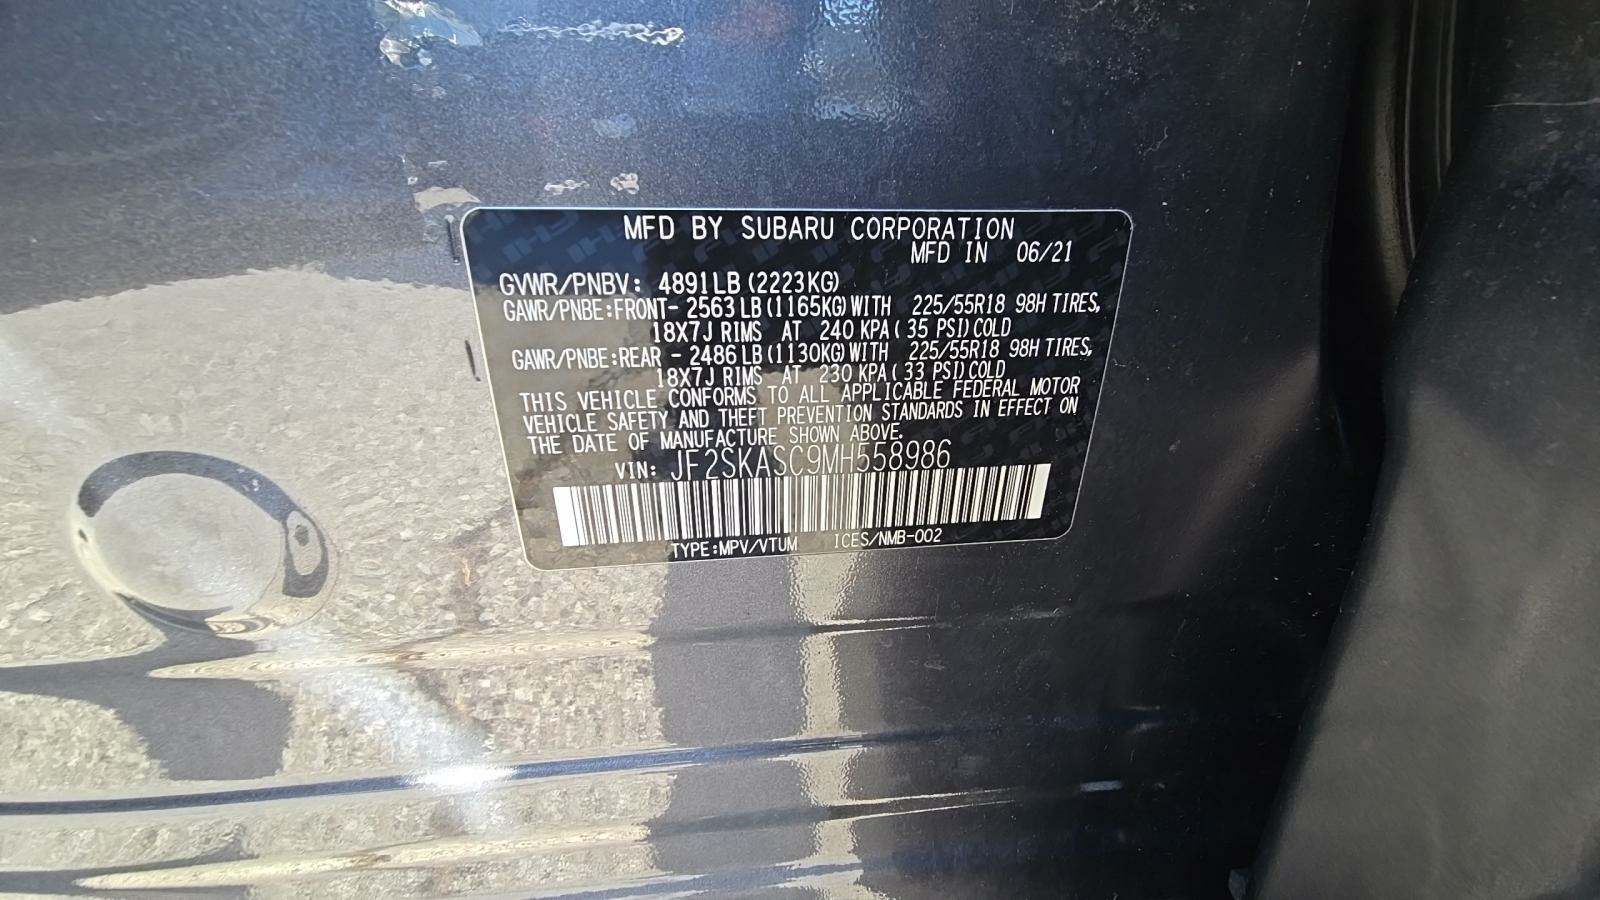 MFD BY SUBARU CORPORATION
MFD IN 06/21
GVWR/PNBV: 4891LB (2223KG)
GAWR/PNBE:FRONT- 2563 LB (1165KG) WITH 225/55R18 98H TIRES,
18X7J RIMS AT 240 KPA ( 35 PSI) COLD
GAWR/PNBE:REAR - 2486 LB (1130KG) WITH 225/55R18 98H TIRES,
18X7J RIMS AT 230 KPA ( 33 PSI) COLD
THIS VEHICLE CONFORMS TO ALL APPLICABLE FEDERAL MOTOR
VEHICLE SAFETY AND THEFT PREVENTION STANDARDS IN EFFECT ON
THE DATE OF MANUFACTURE SHOWN ABOVE.
VIN: JF2SKASC9MH558986
TYPE:MPV/VTUM ICES/NMB-002